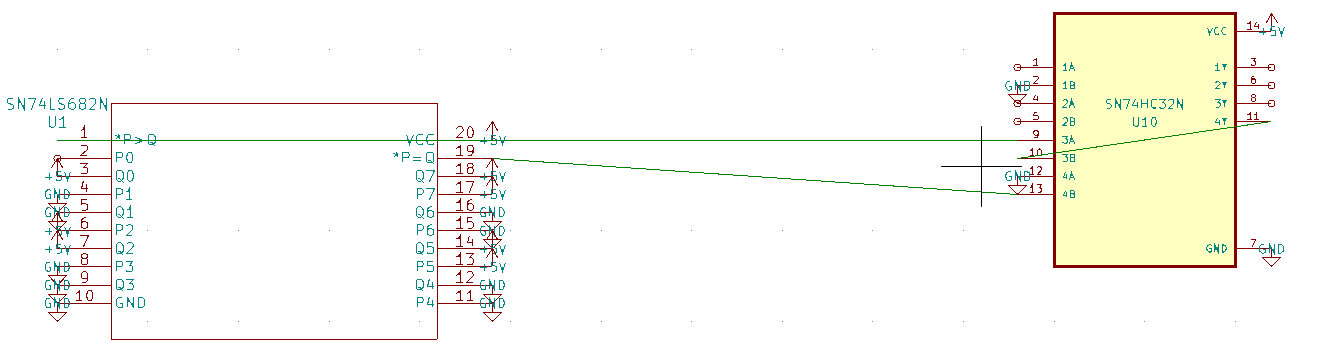 SN74LS682N
U1
1 *P>Q VCC 20 +5V
2 P0 *P=Q 19
3 Q0 Q7 18
+5V +5V
4 P1 P7 17
GND +5V
5 Q1 Q6 16
GND GND
6 P2 P6 15
+5V GND
7 Q2 Q5 14
+5V +5V
8 P3 P5 13
GND +5V
9 Q3 Q4 12
GND GND
10 GND P4 11
GND GND
VCC 14 +5V
1 1A 1Y 3
GND 2 1B 2Y 6
4 2A 3Y 8
SN74HC32N
5 2B 4Y 11
U10
9 3A
10 3B
GND 12 4A
13 4B
GND 7 GND